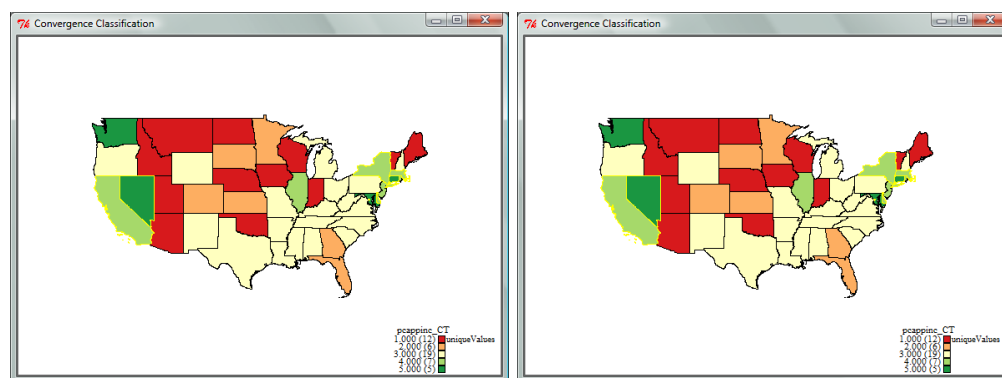 Convergence Classification
pcappinc_CT
1.000 (12) uniqueValues
2.000 (6)
3.000 (19)
4.000 (7)
5.000 (5)
Convergence Classification
pcappinc_CT
1.000 (12) uniqueValues
2.000 (6)
3.000 (19)
4.000 (7)
5.000 (5)